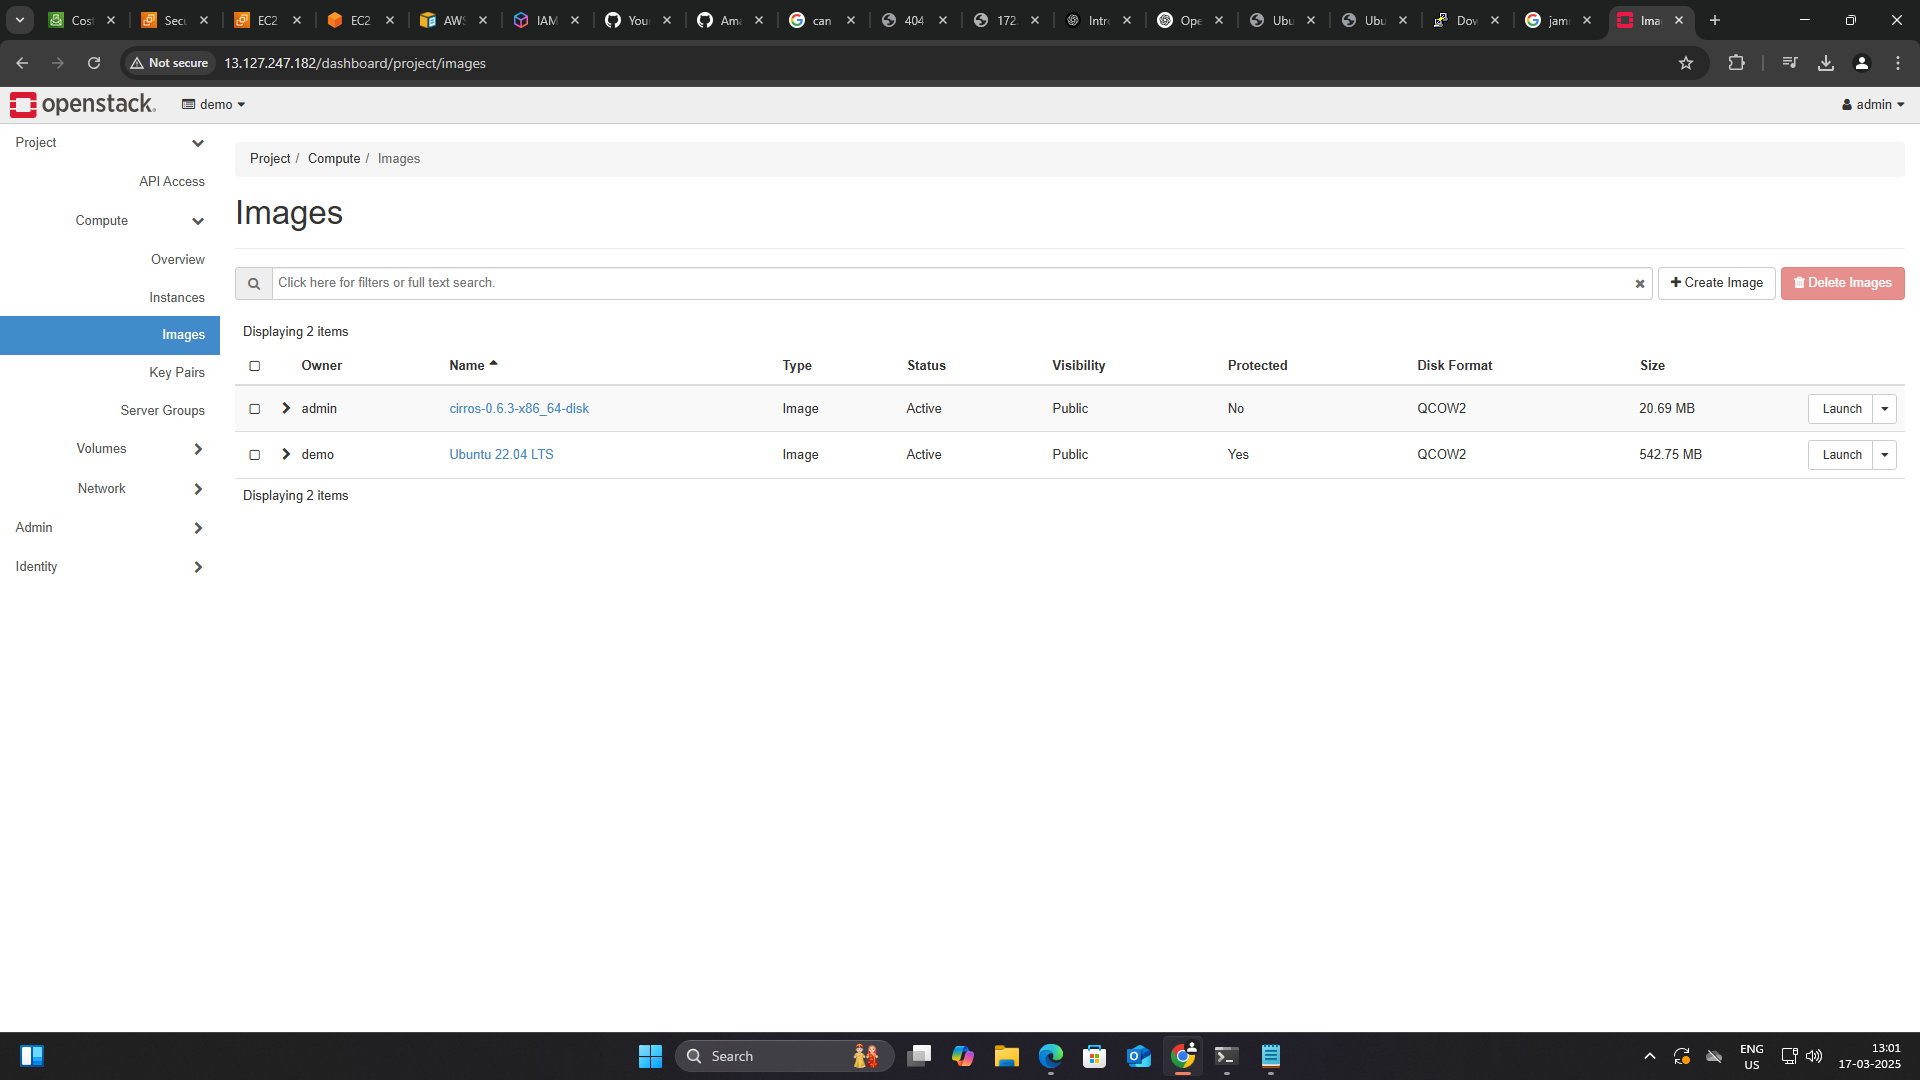 Cos
Secu
EC2
EC2
AWS
IAM
You
Ama
can
404
172.
Intro
Ope
Ubu
Ubu
Dow
jam
Ima
Not secure
13.127.247.182/dashboard/project/images
openstack.
demo
admin
Project
API Access
Compute
Overview
Instances
Images
Key Pairs
Server Groups
Volumes
Network
Admin
Identity
Project / Compute / Images
Images
Click here for filters or full text search.
Create Image
Delete Images
Displaying 2 items
Owner Name Type Status Visibility Protected Disk Format Size
admin cirros-0.6.3-x86_64-disk Image Active Public No QCOW2 20.69 MB Launch
demo Ubuntu 22.04 LTS Image Active Public Yes QCOW2 542.75 MB Launch
Displaying 2 items
Search
ENG
US
13:01
17-03-2025